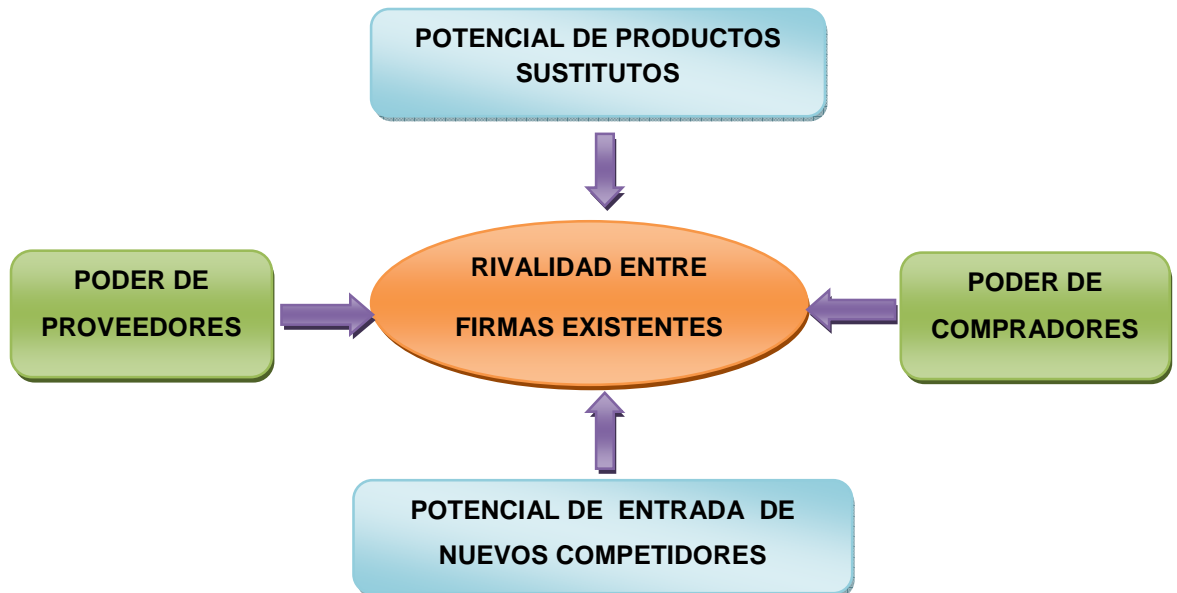 POTENCIAL DE PRODUCTOS
SUSTITUTOS
PODER DE
PROVEEDORES
RIVALIDAD ENTRE
FIRMAS EXISTENTES
PODER DE
COMPRADORES
POTENCIAL DE ENTRADA DE
NUEVOS COMPETIDORES